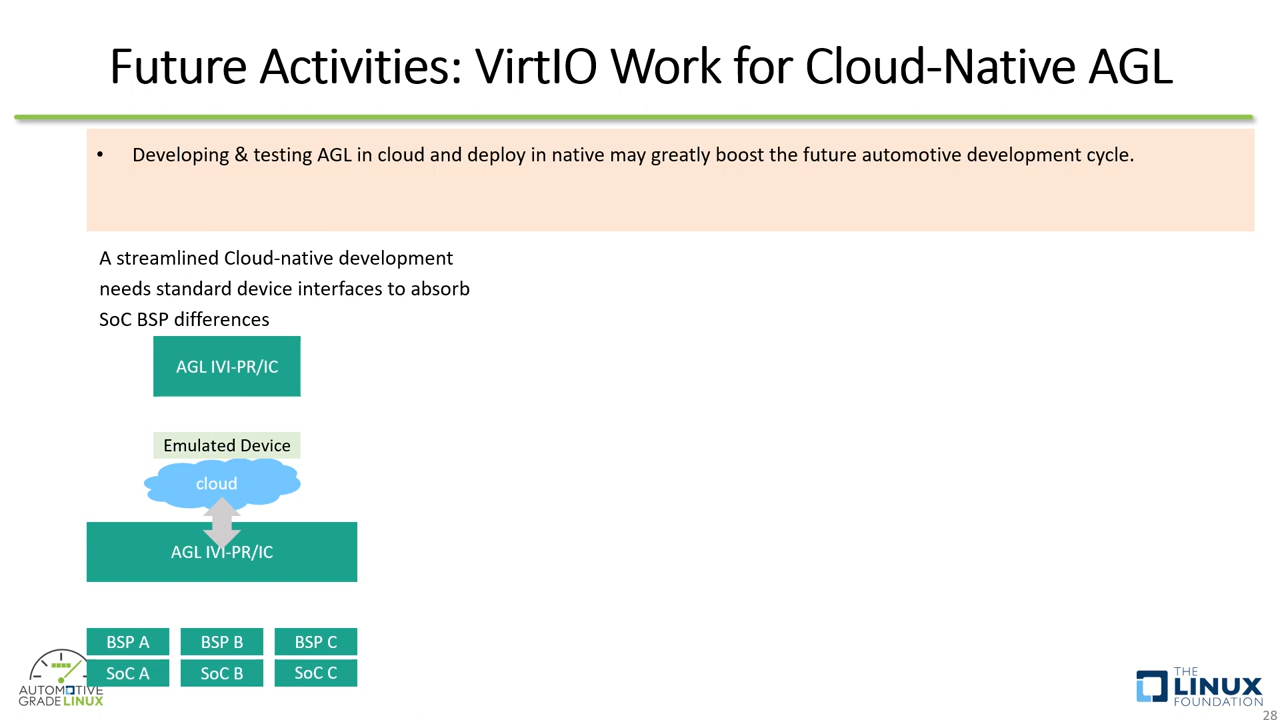 Future Activities: VirtIO Work for Cloud-Native AGL
• Developing & testing AGL in cloud and deploy in native may greatly boost the future automotive development cycle.
A streamlined Cloud-native development
needs standard device interfaces to absorb
SoC BSP differences
AGL IVI-PR/IC
Emulated Device
cloud
AGL IVI-PR/IC
BSP A
BSP B
BSP C
SoC A
SoC B
SoC C
AUTOMOTIVE
GRADELINUX
THE
LINUX
FOUNDATION
28